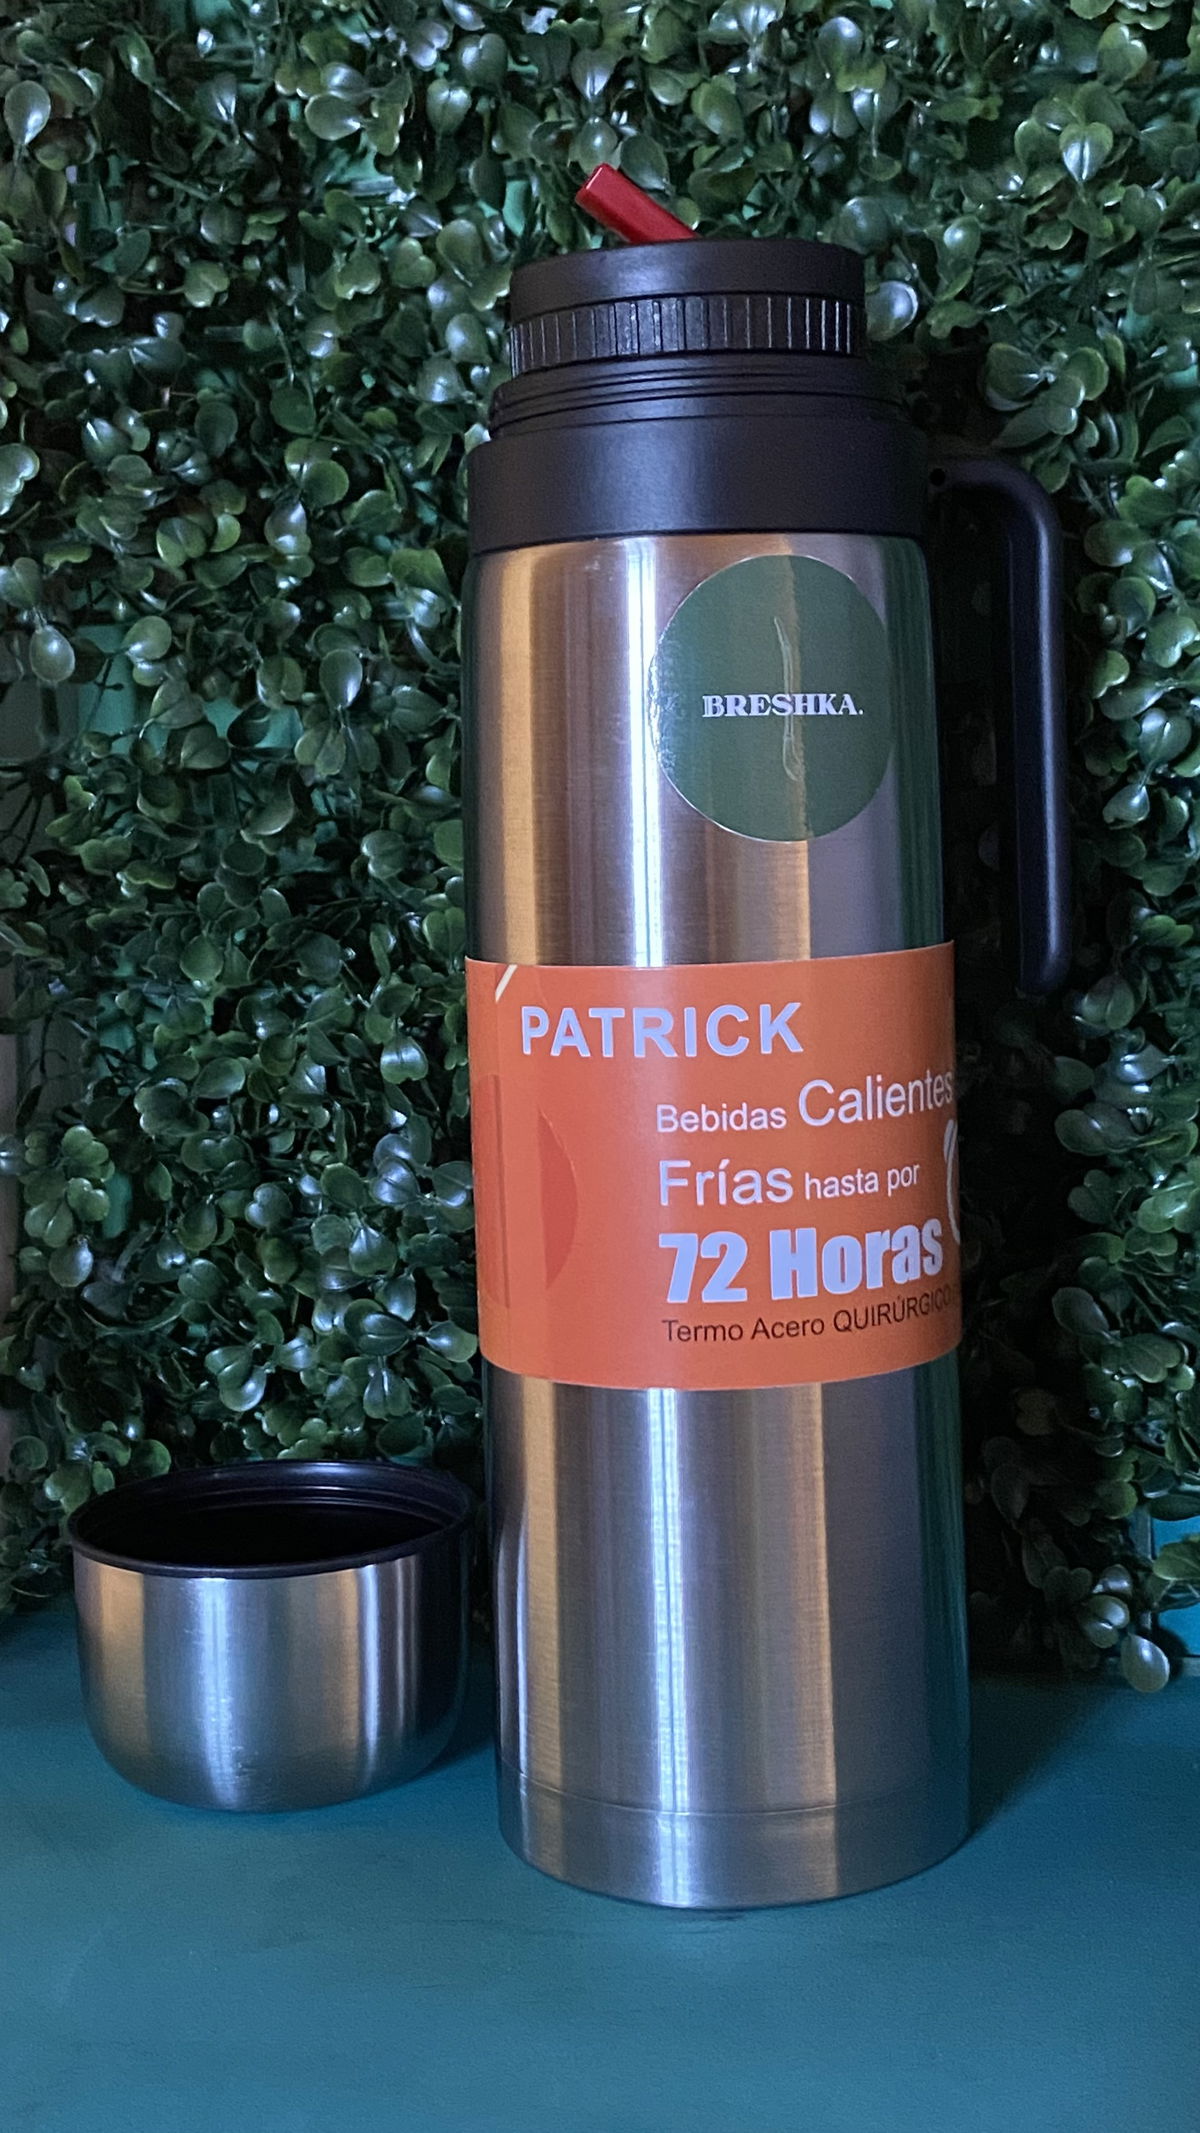 BRESHKA.
PATRICK
Bebidas Calientes
Frías hasta por
72 Horas
Termo Acero QUIRÚRGICO